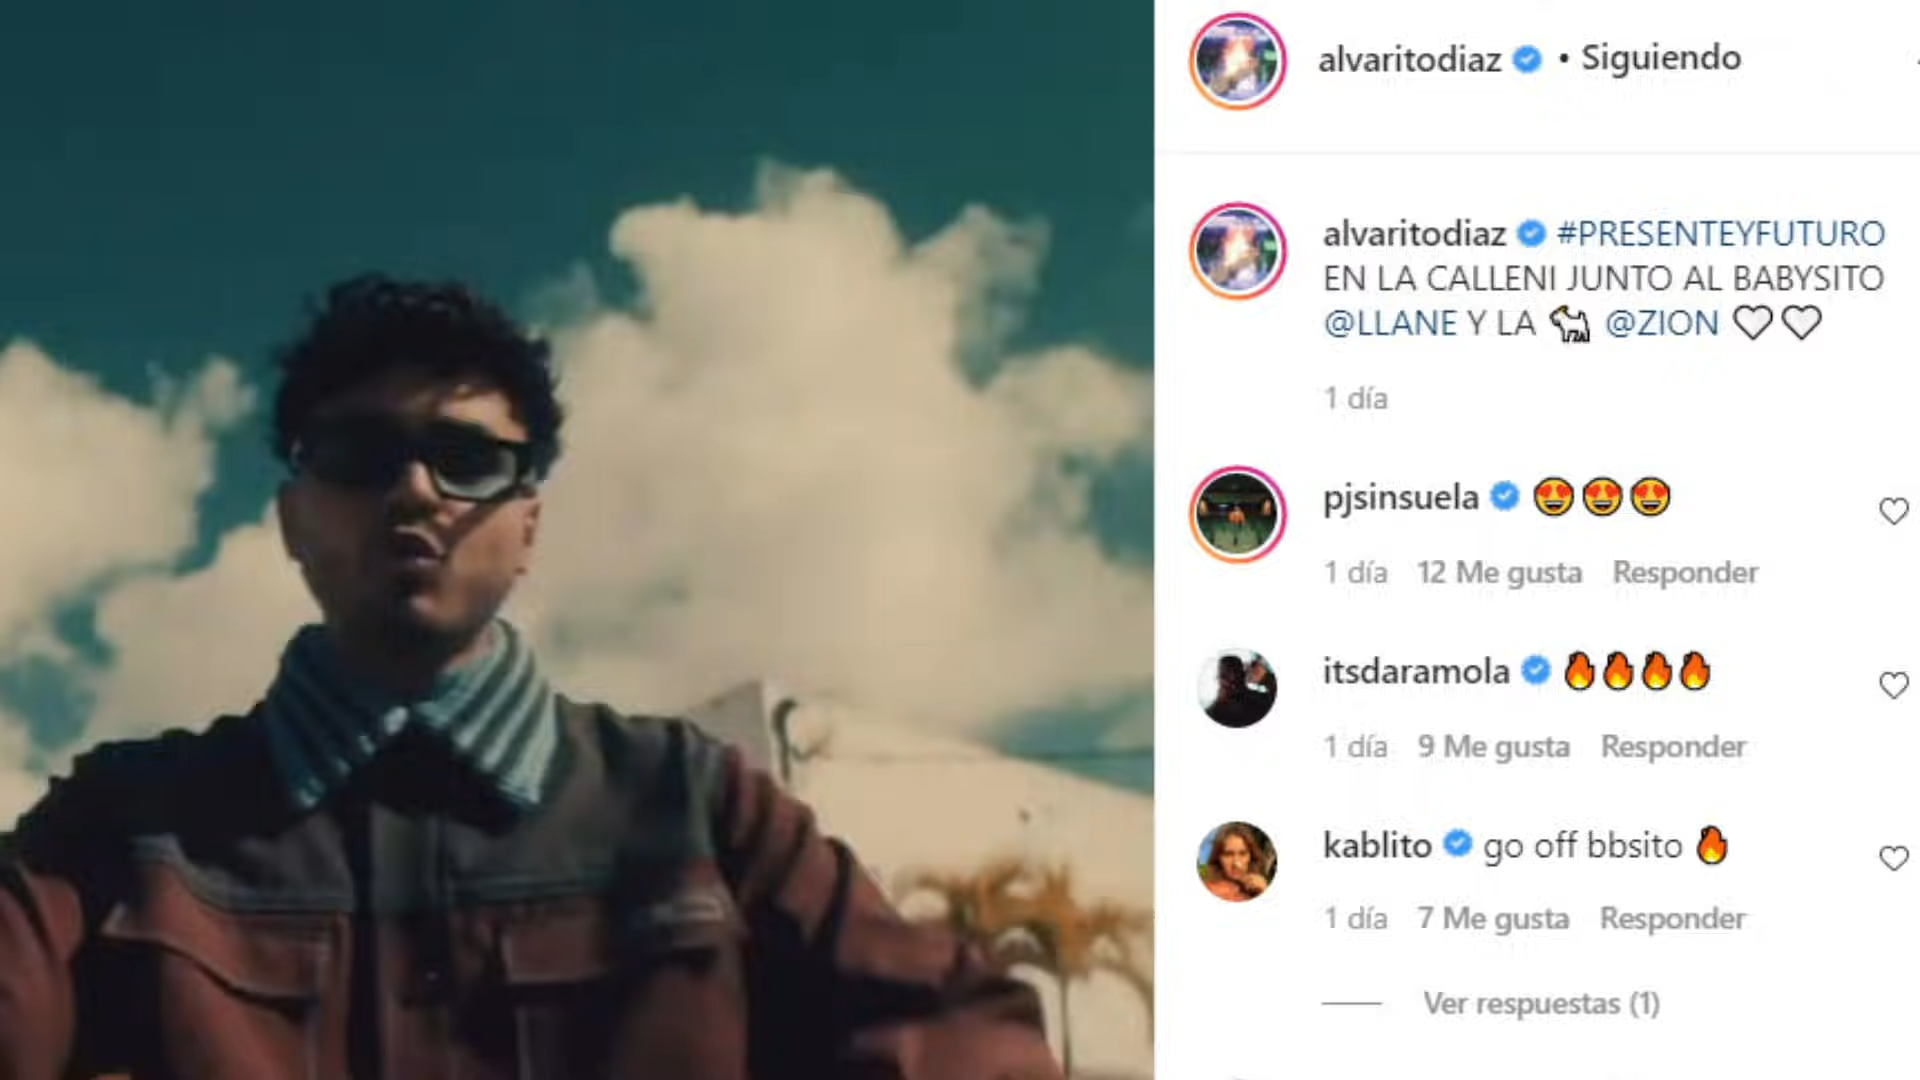 alvaritodiaz • Siguiendo
alvaritodiaz #PRESENTEYFUTURO
EN LA CALLENI JUNTO AL BABYSITO
@LLANE Y LA 🐐 @ZION 🤍🤍
1 día
pjsinsuela 😍😍😍
1 día 12 Me gusta Responder
itsdaramola 🔥🔥🔥🔥
1 día 9 Me gusta Responder
kablito go off bbsito 🔥
1 día 7 Me gusta Responder
Ver respuestas (1)